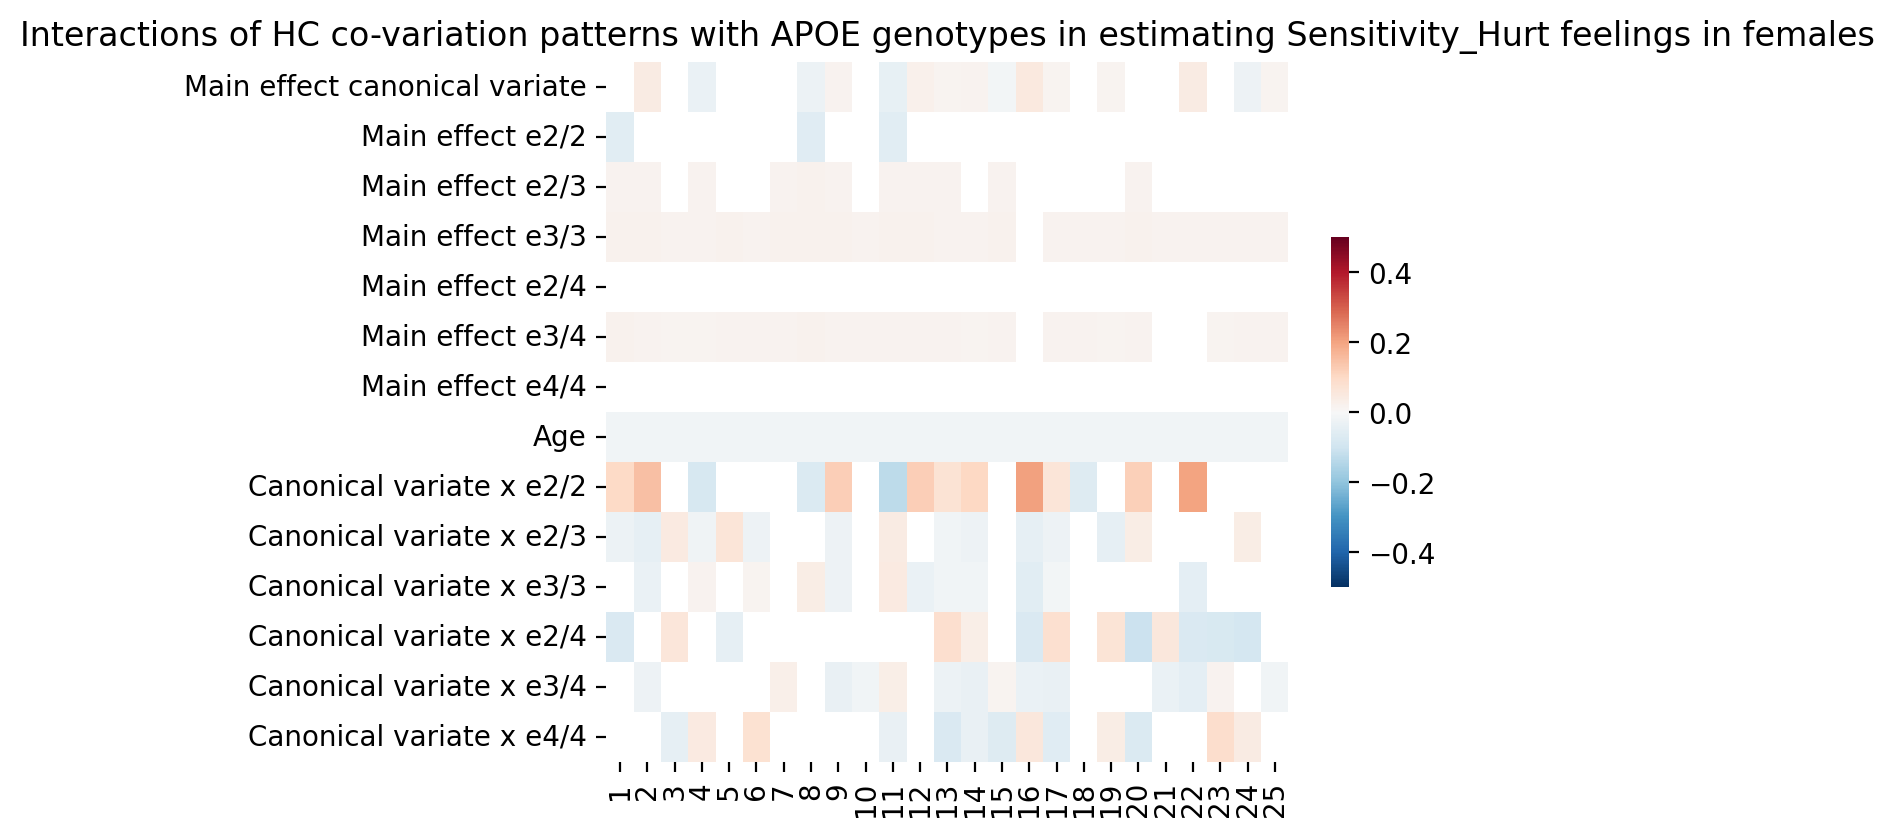 Interactions of HC co-variation patterns with APOE genotypes in estimating Sensitivity_Hurt feelings in females
Main effect canonical variate
Main effect e2/2
Main effect e2/3
Main effect e3/3
Main effect e2/4
Main effect e3/4
Main effect e4/4
Age
Canonical variate x e2/2
Canonical variate x e2/3
Canonical variate x e3/3
Canonical variate x e2/4
Canonical variate x e3/4
Canonical variate x e4/4
1 2 3 4 5 6 7 8 9 10 11 12 13 14 15 16 17 18 19 20 21 22 23 24 25
0.4
0.2
0.0
−0.2
−0.4